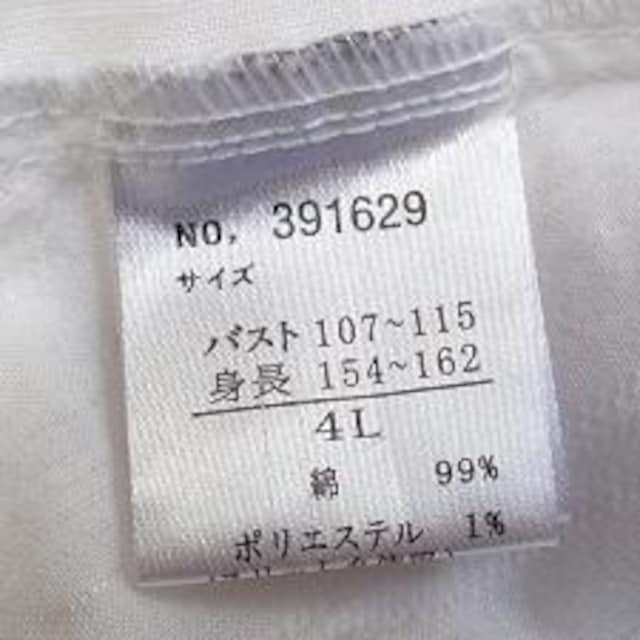 NO, 391629
サイズ
バスト 107~115
身長 154~162
4L
綿 99%
ポリエステル 1%